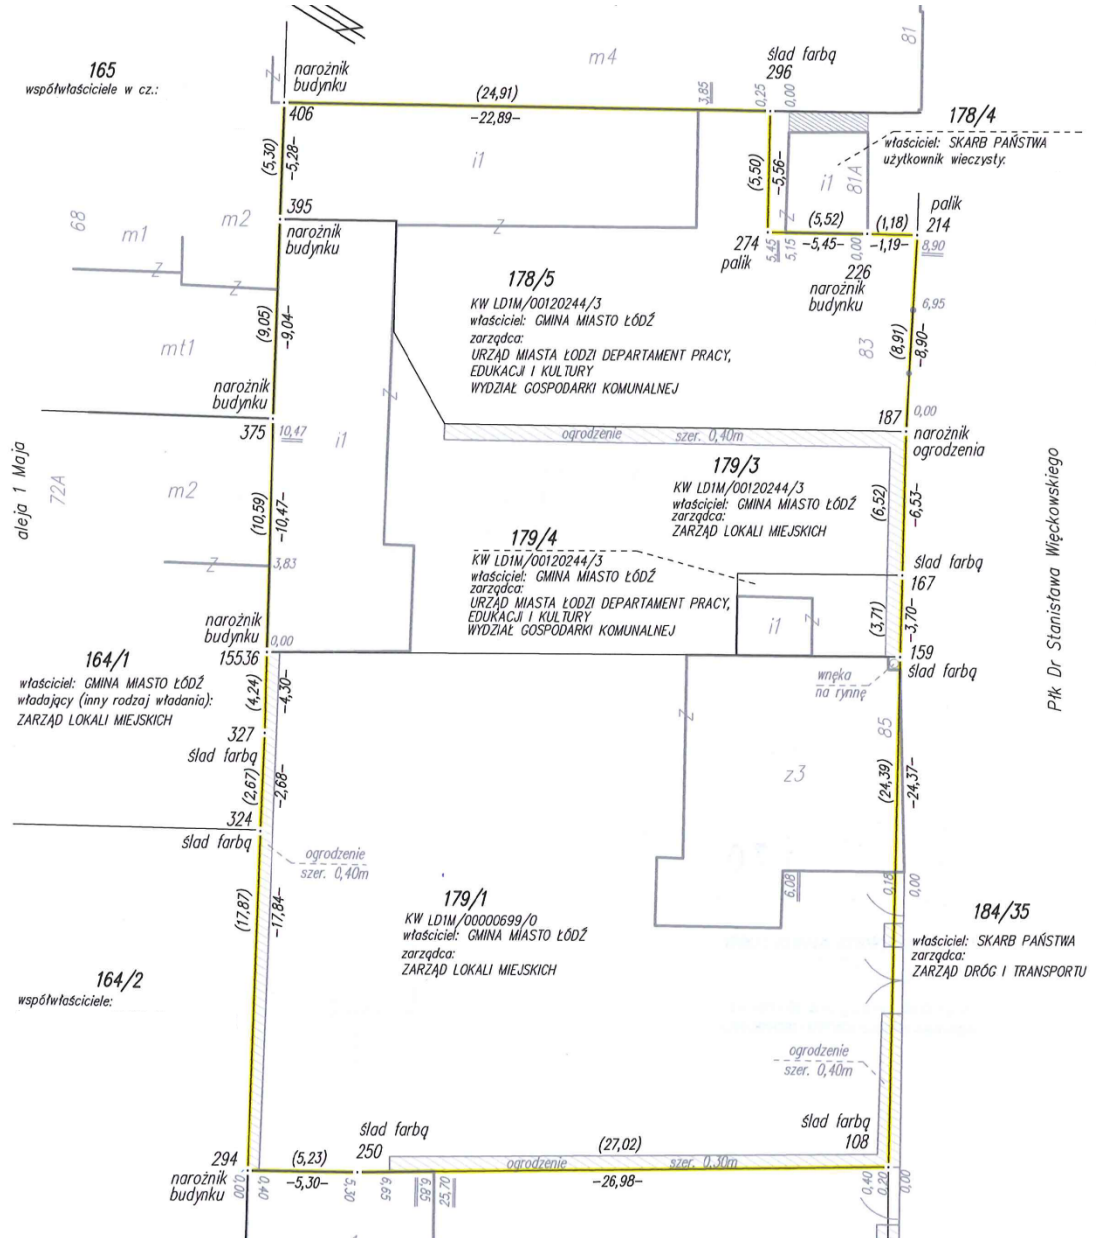 m4
81
ślad farbą
296
165
współwłaściciele w cz.:
narożnik
budynku
Z
(24,91)
-22,89-
3,85
0,25
0,00
406
(5,30)
-5,28-
i1
(5,50)
-5,56-
i1
81A
Z
178/4
właściciel: SKARB PAŃSTWA
użytkownik wieczysty:
395
narożnik
budynku
68
m1
m2
Z
Z
Z
(5,52)
-5,45-
(1,18)
-1,19-
palik
214
8,90
274
palik
5,45
5,15
0,00
226
narożnik
budynku
6,95
(9,05)
-9,04-
178/5
KW LD1M/00120244/3
właściciel: GMINA MIASTO ŁÓDŹ
zarządca:
URZĄD MIASTA ŁODZI DEPARTAMENT PRACY,
EDUKACJI I KULTURY
WYDZIAŁ GOSPODARKI KOMUNALNEJ
83
(8,91)
-8,90-
mt1
Z
narożnik
budynku
375
10,47
i1
187
0,00
narożnik
ogrodzenia
ogrodzenie szer. 0,40m
aleja 1 Maja
72A
m2
(10,59)
-10,47-
179/3
KW LD1M/00120244/3
właściciel: GMINA MIASTO ŁÓDŹ
zarządca:
ZARZĄD LOKALI MIEJSKICH
(6,52)
-6,53-
Płk Dr Stanisława Więckowskiego
Z
3,83
179/4
KW LD1M/00120244/3
właściciel: GMINA MIASTO ŁÓDŹ
zarządca:
URZĄD MIASTA ŁODZI DEPARTAMENT PRACY,
EDUKACJI I KULTURY
WYDZIAŁ GOSPODARKI KOMUNALNEJ
ślad farbą
167
i1
Z
(3,71)
-3,70-
narożnik
budynku
0,00
15536
159
ślad farbą
164/1
właściciel: GMINA MIASTO ŁÓDŹ
władający (inny rodzaj władania):
ZARZĄD LOKALI MIEJSKICH
(4,24)
-4,30-
wnęka
na rynnę
Z
85
327
ślad farbą
(2,67)
-2,68-
z3
(24,39)
-24,37-
324
ślad farbą
ogrodzenie
szer. 0,40m
6,08
0,18
0,00
(17,87)
-17,84-
179/1
KW LD1M/00000699/0
właściciel: GMINA MIASTO ŁÓDŹ
zarządca:
ZARZĄD LOKALI MIEJSKICH
184/35
właściciel: SKARB PAŃSTWA
zarządca:
ZARZĄD DRÓG I TRANSPORTU
164/2
współwłaściciele:
ogrodzenie
szer. 0,40m
ślad farbą
250
ślad farbą
108
294
narożnik
budynku
(5,23)
-5,30-
(27,02)
-26,98-
ogrodzenie szer. 0.30m
0,00
0,40
5,30
6,65
6,85
25,70
0,40
0,20
0,00